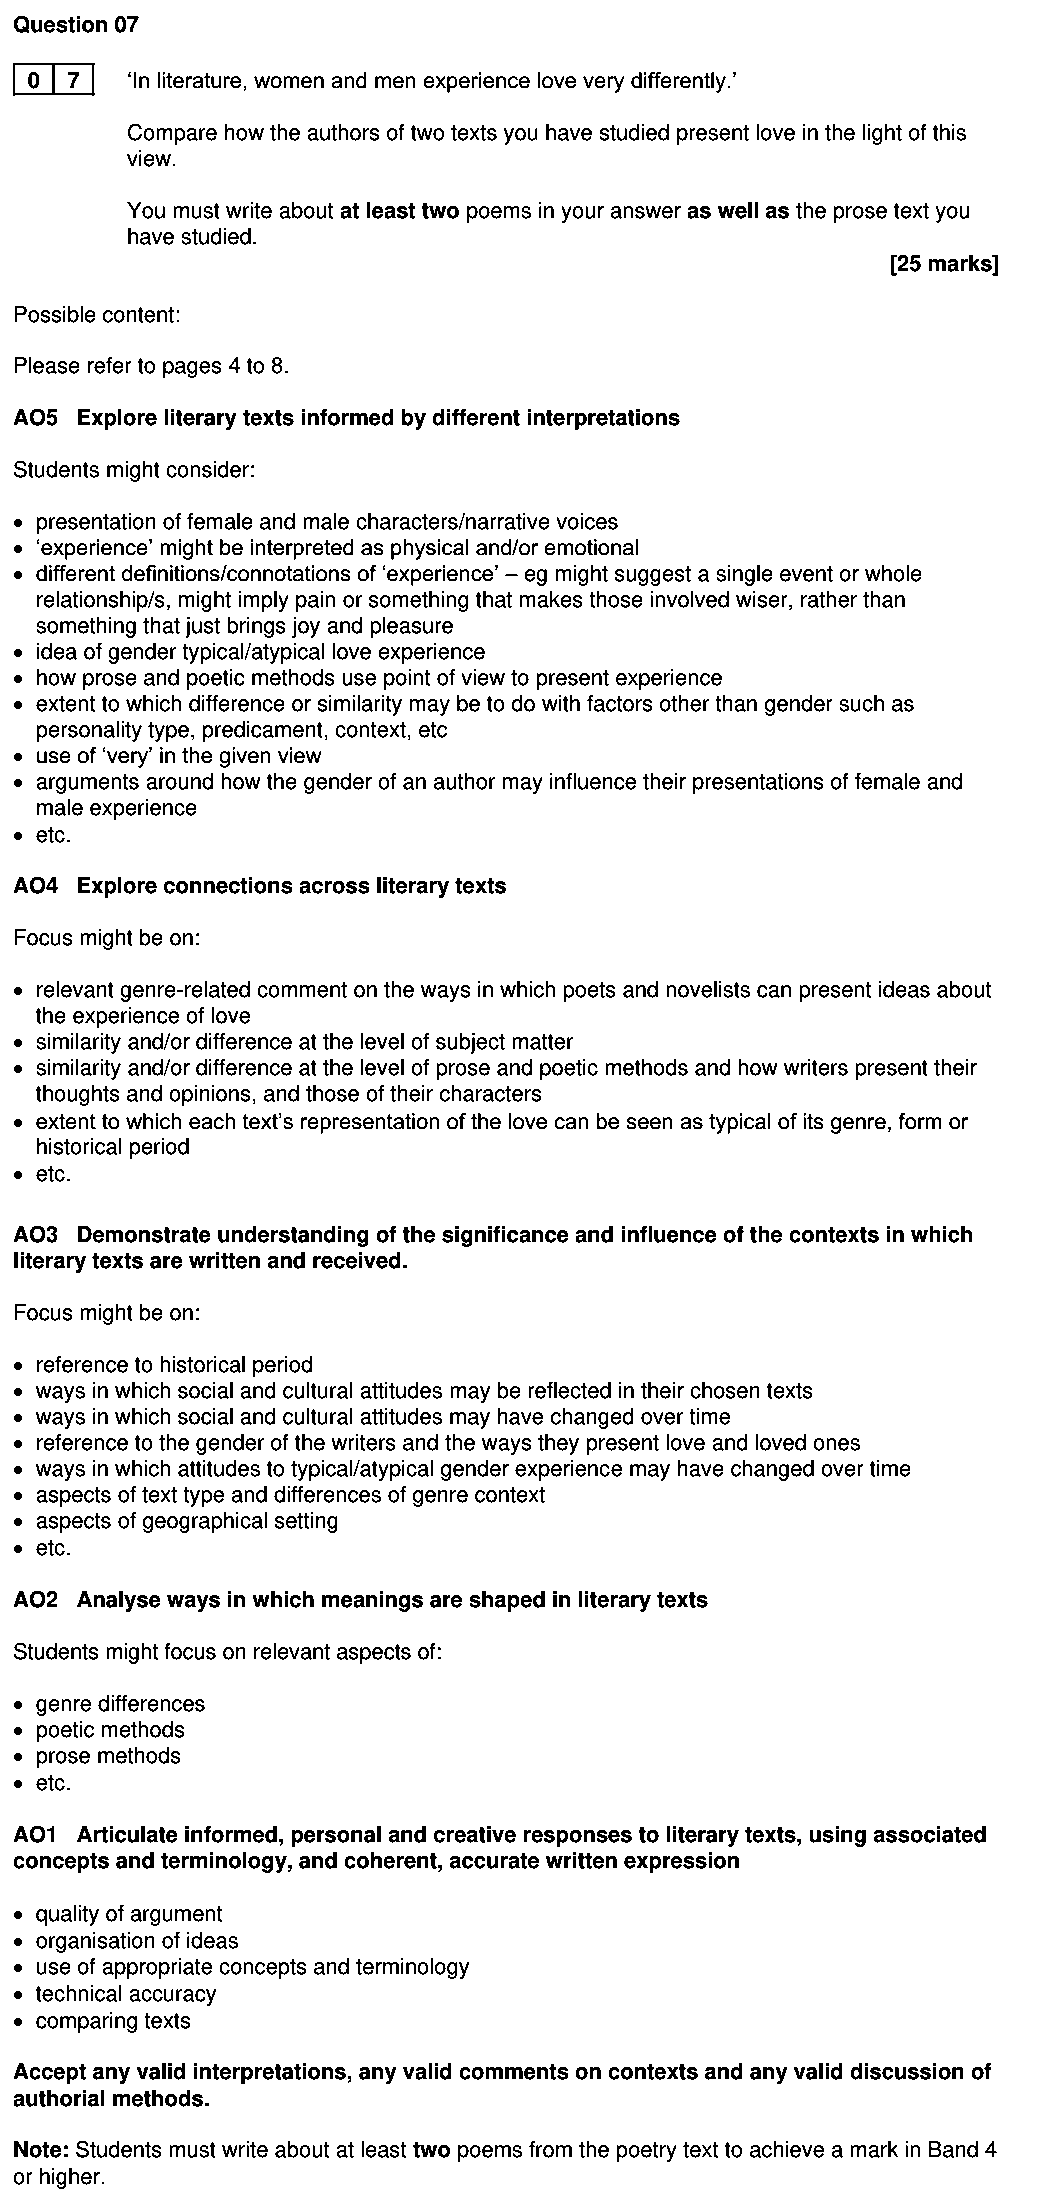 Question 07
0 7 ‘In literature, women and men experience love very differently.’
Compare how the authors of two texts you have studied present love in the light of this
view.
You must write about at least two poems in your answer as well as the prose text you
have studied.
[25 marks]
Possible content:
Please refer to pages 4 to 8.
AO5 Explore literary texts informed by different interpretations
Students might consider:
• presentation of female and male characters/narrative voices
• ‘experience’ might be interpreted as physical and/or emotional
• different definitions/connotations of ‘experience’ – eg might suggest a single event or whole
relationship/s, might imply pain or something that makes those involved wiser, rather than
something that just brings joy and pleasure
• idea of gender typical/atypical love experience
• how prose and poetic methods use point of view to present experience
• extent to which difference or similarity may be to do with factors other than gender such as
personality type, predicament, context, etc
• use of ‘very’ in the given view
• arguments around how the gender of an author may influence their presentations of female and
male experience
• etc.
AO4 Explore connections across literary texts
Focus might be on:
• relevant genre-related comment on the ways in which poets and novelists can present ideas about
the experience of love
• similarity and/or difference at the level of subject matter
• similarity and/or difference at the level of prose and poetic methods and how writers present their
thoughts and opinions, and those of their characters
• extent to which each text’s representation of the love can be seen as typical of its genre, form or
historical period
• etc.
AO3 Demonstrate understanding of the significance and influence of the contexts in which
literary texts are written and received.
Focus might be on:
• reference to historical period
• ways in which social and cultural attitudes may be reflected in their chosen texts
• ways in which social and cultural attitudes may have changed over time
• reference to the gender of the writers and the ways they present love and loved ones
• ways in which attitudes to typical/atypical gender experience may have changed over time
• aspects of text type and differences of genre context
• aspects of geographical setting
• etc.
AO2 Analyse ways in which meanings are shaped in literary texts
Students might focus on relevant aspects of:
• genre differences
• poetic methods
• prose methods
• etc.
AO1 Articulate informed, personal and creative responses to literary texts, using associated
concepts and terminology, and coherent, accurate written expression
• quality of argument
• organisation of ideas
• use of appropriate concepts and terminology
• technical accuracy
• comparing texts
Accept any valid interpretations, any valid comments on contexts and any valid discussion of
authorial methods.
Note: Students must write about at least two poems from the poetry text to achieve a mark in Band 4
or higher.